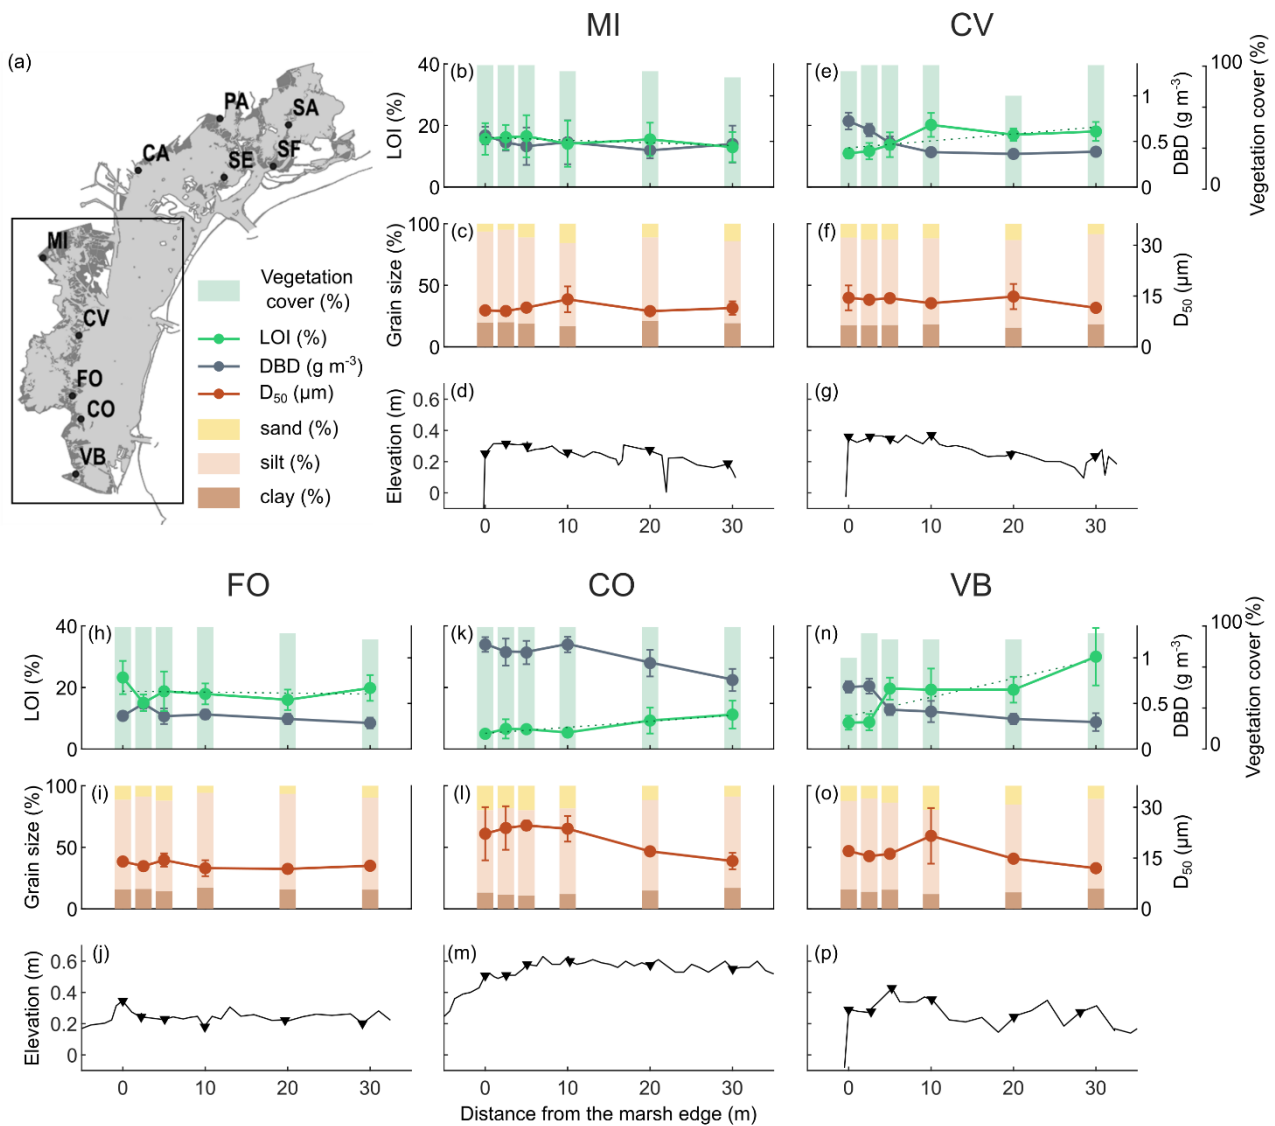 MI
CV
(a)
PA
SA
CA
SE
SF
MI
CV
FO
CO
VB
Vegetation
cover (%)
LOI (%)
DBD (g m⁻³)
D₅₀ (µm)
sand (%)
silt (%)
clay (%)
(b)
40
20
0
LOI (%)
(e)
1
0.5
0
DBD (g m⁻³)
100
0
Vegetation cover (%)
(c)
100
50
0
Grain size (%)
(f)
30
15
0
D₅₀ (µm)
(d)
0.6
0.4
0.2
0
Elevation (m)
0 10 20 30
(g)
0 10 20 30
FO
CO
VB
(h)
40
20
0
LOI (%)
(k)
(n)
1
0.5
0
DBD (g m⁻³)
100
0
Vegetation cover (%)
(i)
100
50
0
Grain size (%)
(l)
(o)
30
15
0
D₅₀ (µm)
(j)
0.6
0.4
0.2
0
Elevation (m)
0 10 20 30
(m)
0 10 20 30
(p)
0 10 20 30
Distance from the marsh edge (m)